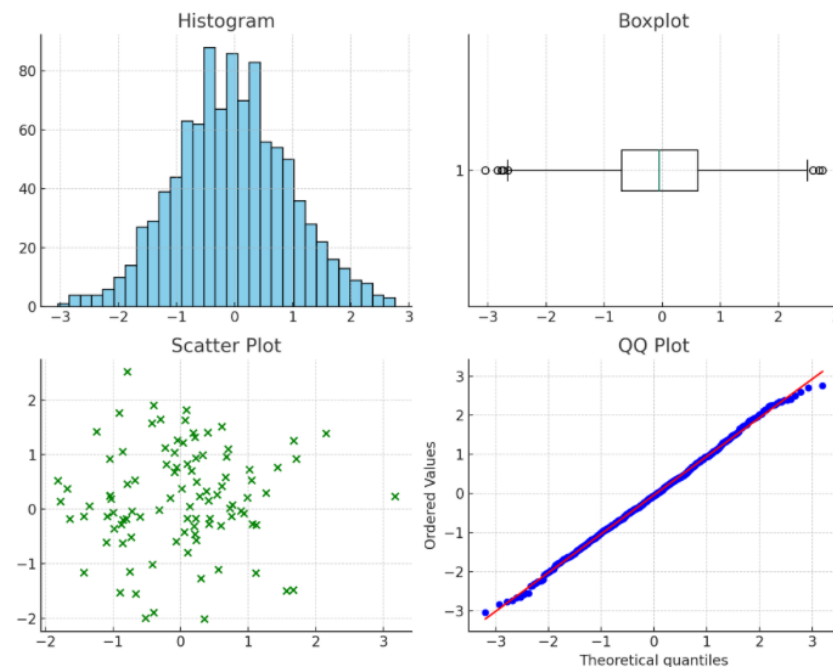 Histogram
80
60
40
20
0
−3 −2 −1 0 1 2 3
Boxplot
1
−3 −2 −1 0 1 2 3
Scatter Plot
2
1
0
−1
−2
−2 −1 0 1 2 3
QQ Plot
Ordered Values
3
2
1
0
−1
−2
−3
−3 −2 −1 0 1 2 3
Theoretical quantiles